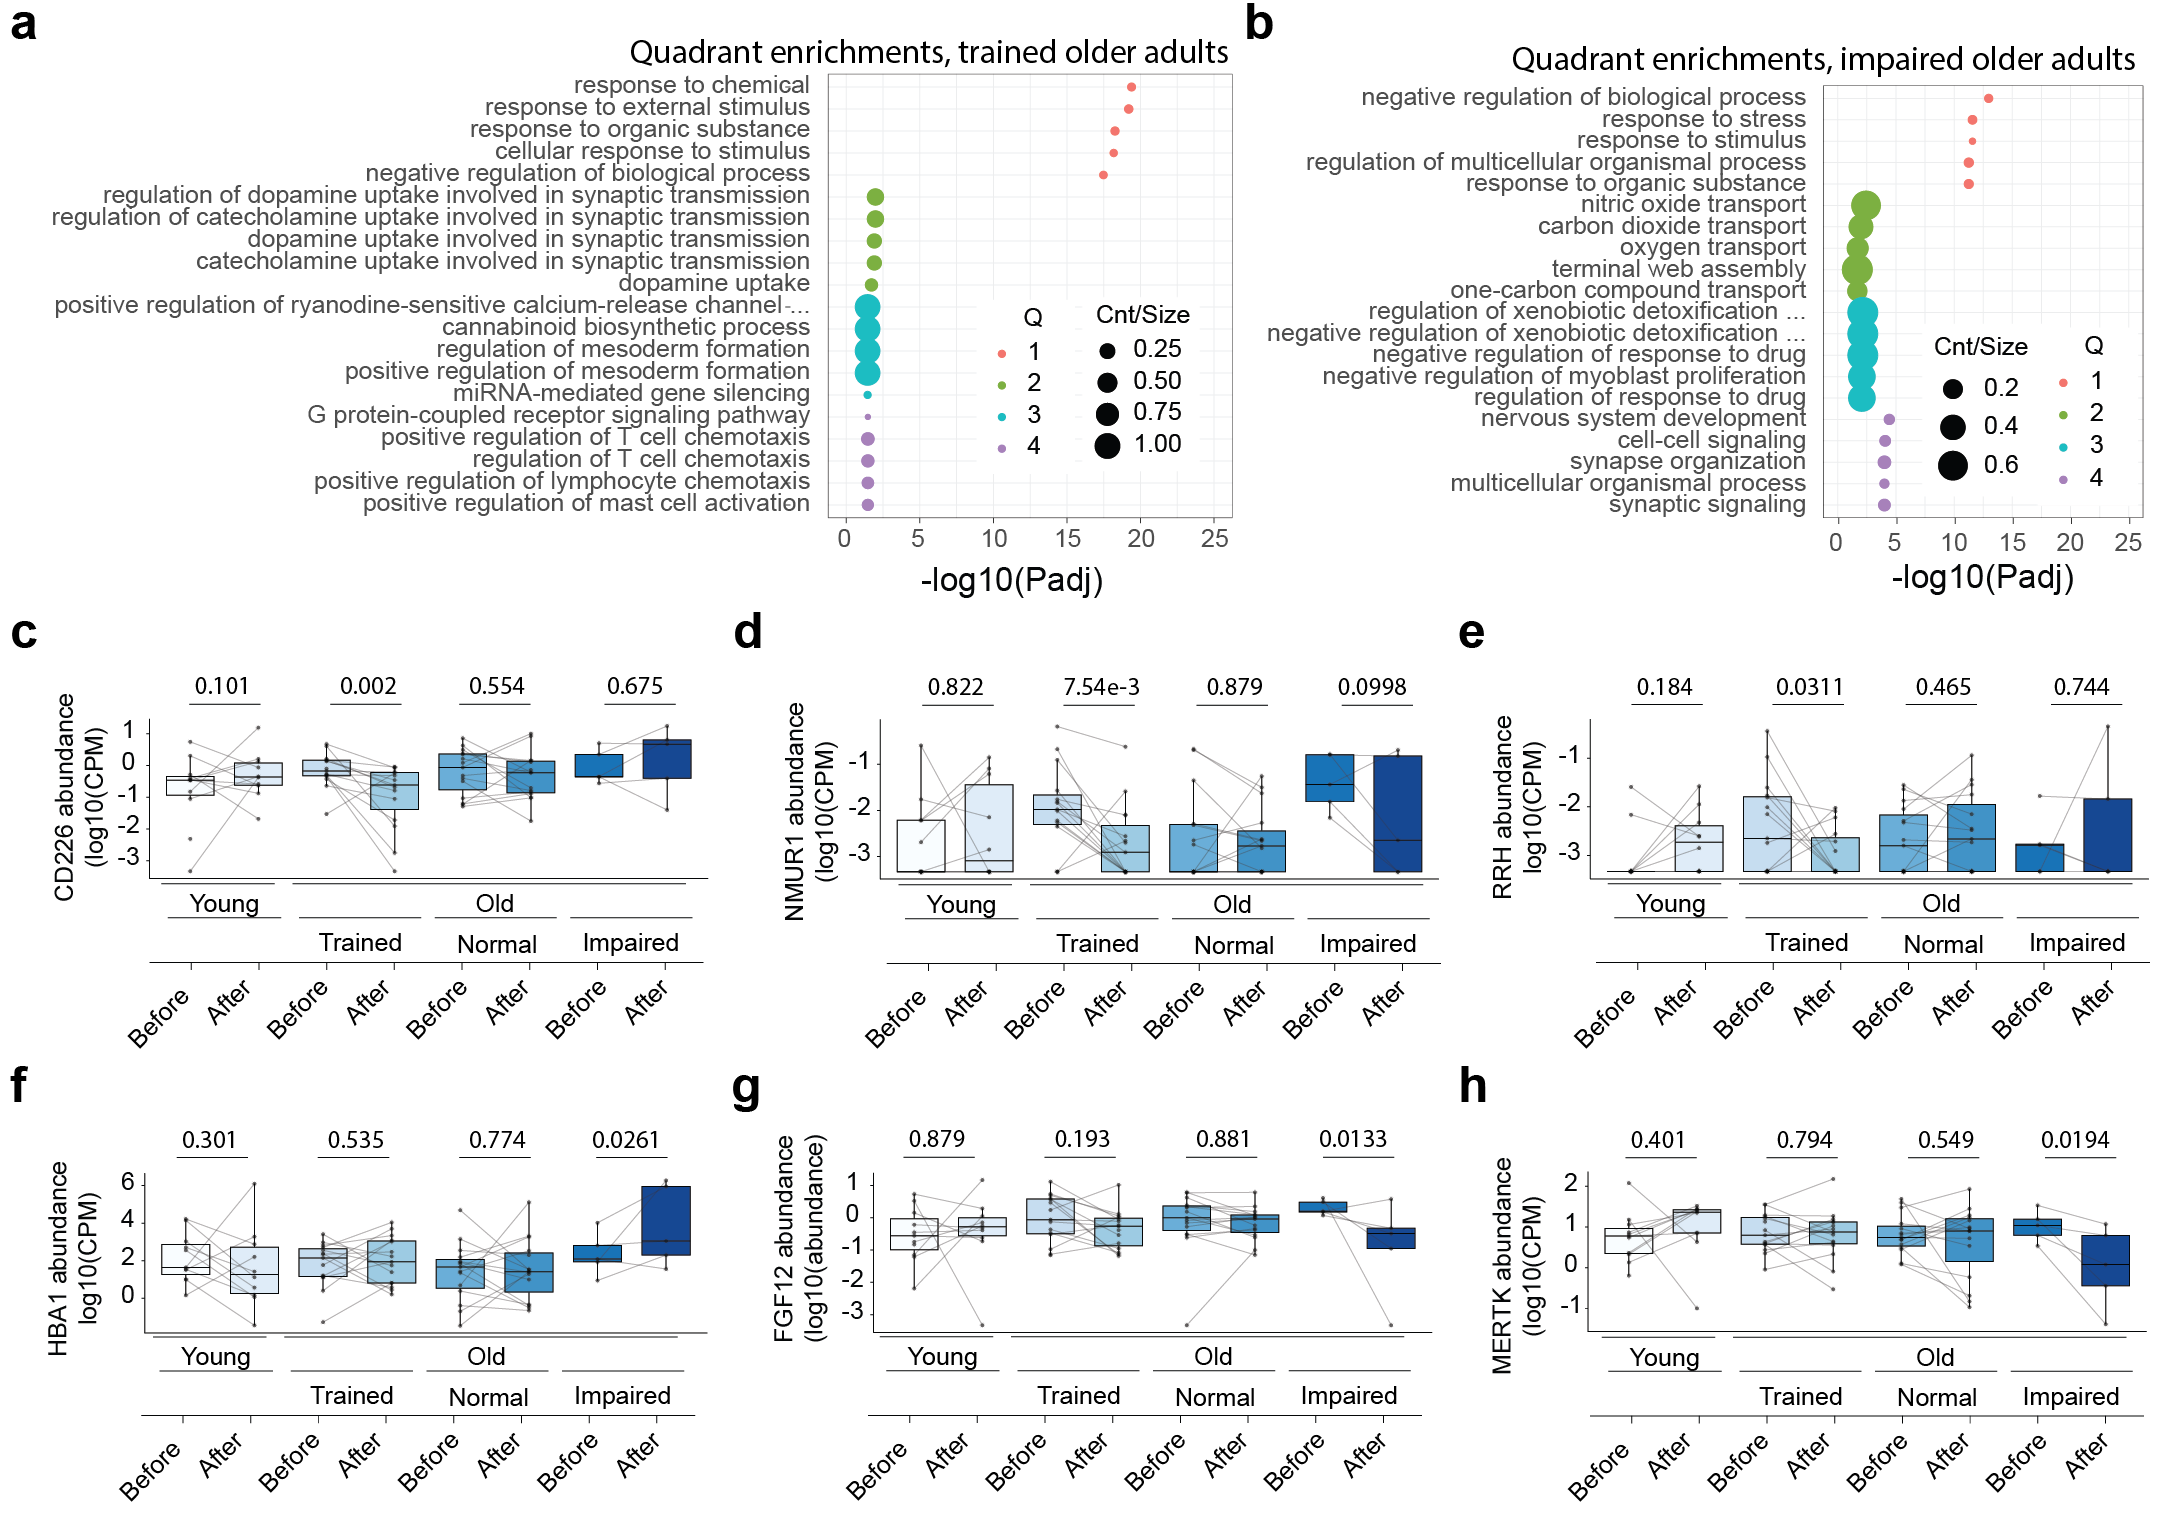 a
Quadrant enrichments, trained older adults
response to chemical
response to external stimulus
response to organic substance
cellular response to stimulus
negative regulation of biological process
regulation of dopamine uptake involved in synaptic transmission
regulation of catecholamine uptake involved in synaptic transmission
dopamine uptake involved in synaptic transmission
catecholamine uptake involved in synaptic transmission
dopamine uptake
positive regulation of ryanodine-sensitive calcium-release channel-...
cannabinoid biosynthetic process
regulation of mesoderm formation
positive regulation of mesoderm formation
miRNA-mediated gene silencing
G protein-coupled receptor signaling pathway
positive regulation of T cell chemotaxis
regulation of T cell chemotaxis
positive regulation of lymphocyte chemotaxis
positive regulation of mast cell activation
Q
1
2
3
4
Cnt/Size
0.25
0.50
0.75
1.00
0 5 10 15 20 25
-log10(Padj)
b
Quadrant enrichments, impaired older adults
negative regulation of biological process
response to stress
response to stimulus
regulation of multicellular organismal process
response to organic substance
nitric oxide transport
carbon dioxide transport
oxygen transport
terminal web assembly
one-carbon compound transport
regulation of xenobiotic detoxification ...
negative regulation of xenobiotic detoxification ...
negative regulation of response to drug
negative regulation of myoblast proliferation
regulation of response to drug
nervous system development
cell-cell signaling
synapse organization
multicellular organismal process
synaptic signaling
Cnt/Size
0.2
0.4
0.6
Q
1
2
3
4
0 5 10 15 20 25
-log10(Padj)
c
CD226 abundance
(log10(CPM)
0.101 0.002 0.554 0.675
1
0
-1
-2
-3
Young Old
Trained Normal Impaired
Before After Before After Before After Before After
d
NMUR1 abundance
(log10(CPM)
0.822 7.54e-3 0.879 0.0998
-1
-2
-3
Young Old
Trained Normal Impaired
Before After Before After Before After Before After
e
RRH abundance
log10(CPM)
0.184 0.0311 0.465 0.744
-1
-2
-3
Young Old
Trained Normal Impaired
Before After Before After Before After Before After
f
HBA1 abundance
log10(CPM)
0.301 0.535 0.774 0.0261
6
4
2
0
Young Old
Trained Normal Impaired
Before After Before After Before After Before After
g
FGF12 abundance
(log10(abundance)
0.879 0.193 0.881 0.0133
1
0
-1
-2
-3
Young Old
Trained Normal Impaired
Before After Before After Before After Before After
h
MERTK abundance
(log10(CPM)
0.401 0.794 0.549 0.0194
2
1
0
-1
Young Old
Trained Normal Impaired
Before After Before After Before After Before After